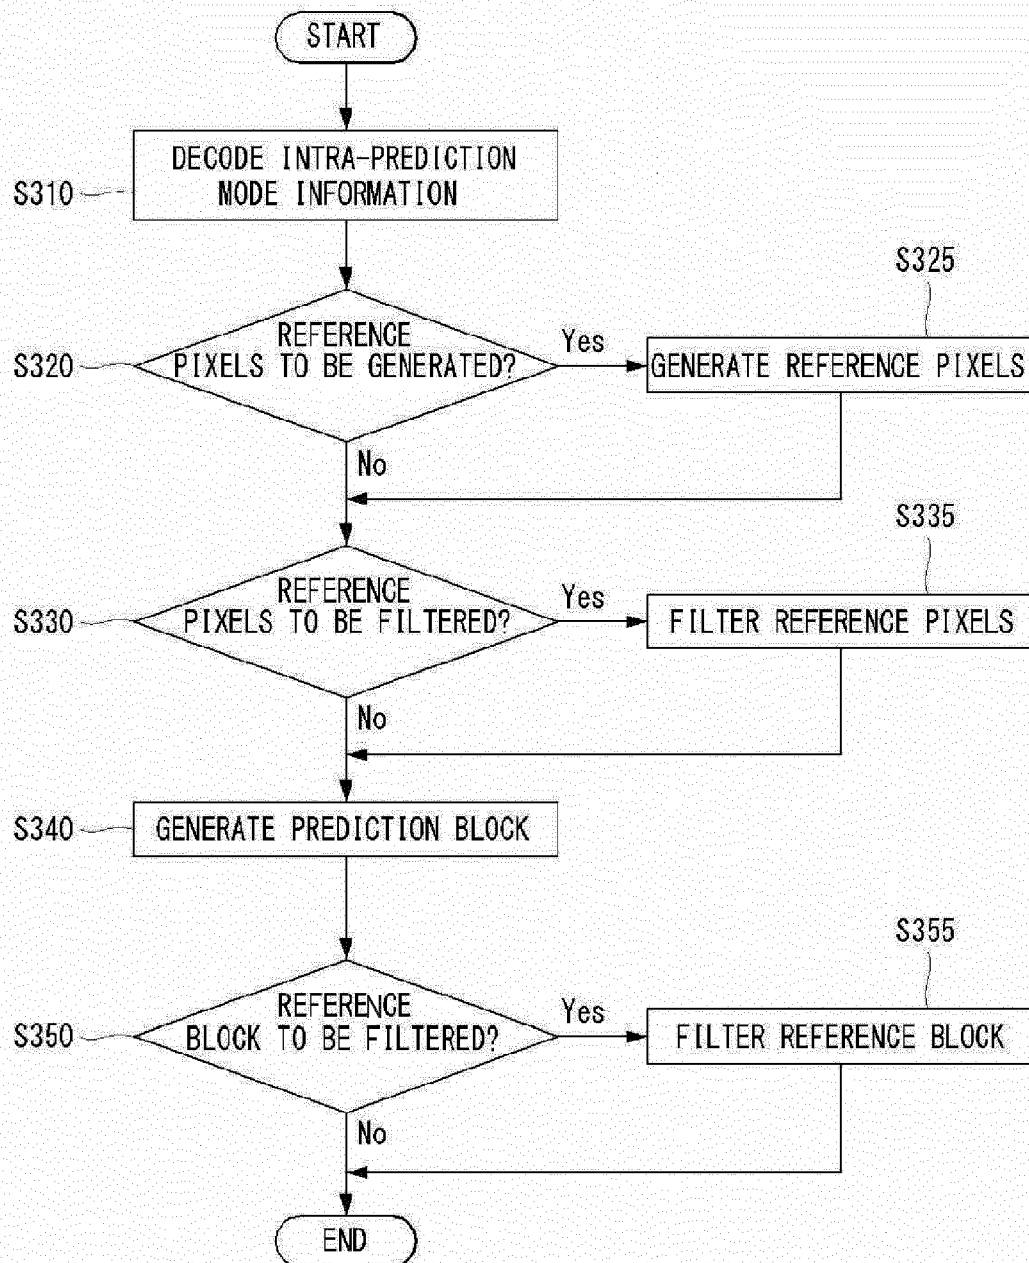 START
DECODE INTRA-PREDICTION
MODE INFORMATION
S310
S325
REFERENCE
PIXELS TO BE GENERATED?
S320
Yes
GENERATE REFERENCE PIXELS
No
S335
REFERENCE
PIXELS TO BE FILTERED?
S330
Yes
FILTER REFERENCE PIXELS
No
S340
GENERATE PREDICTION BLOCK
S355
REFERENCE
BLOCK TO BE FILTERED?
S350
Yes
FILTER REFERENCE BLOCK
No
END